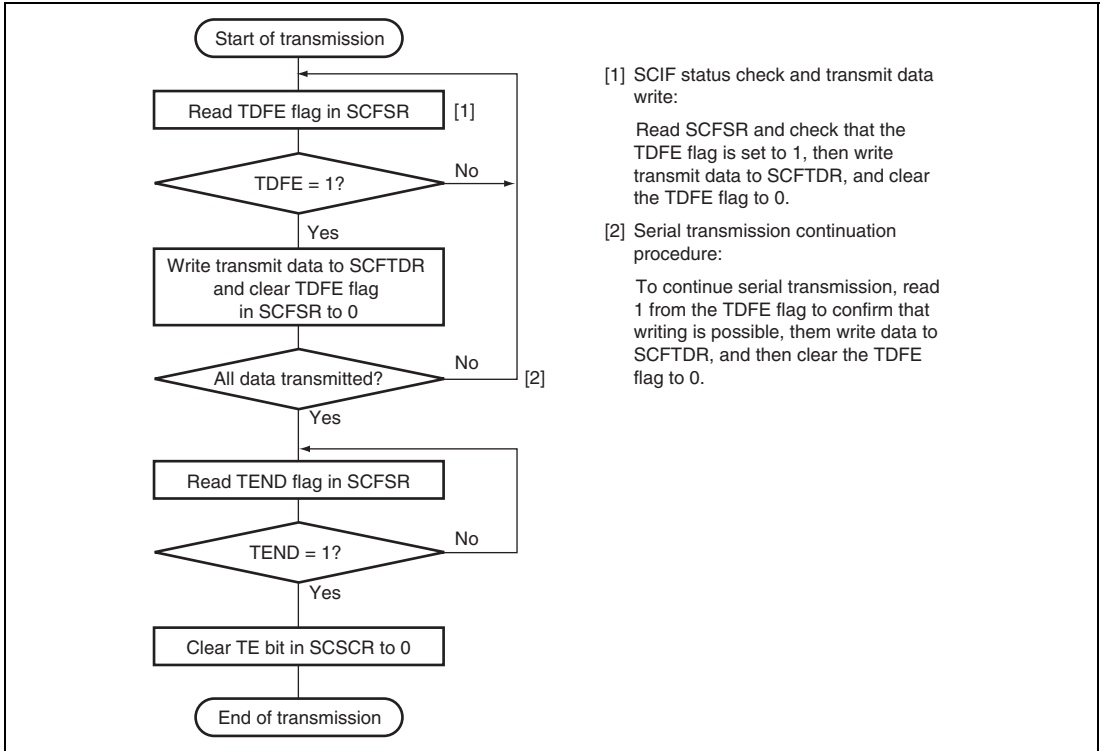 Start of transmission
Read TDFE flag in SCFSR
[1]
TDFE = 1?
No
Yes
Write transmit data to SCFTDR
and clear TDFE flag
in SCFSR to 0
All data transmitted?
No
[2]
Yes
Read TEND flag in SCFSR
TEND = 1?
No
Yes
Clear TE bit in SCSCR to 0
End of transmission
[1] SCIF status check and transmit data
write:
Read SCFSR and check that the
TDFE flag is set to 1, then write
transmit data to SCFTDR, and clear
the TDFE flag to 0.
[2] Serial transmission continuation
procedure:
To continue serial transmission, read
1 from the TDFE flag to confirm that
writing is possible, them write data to
SCFTDR, and then clear the TDFE
flag to 0.